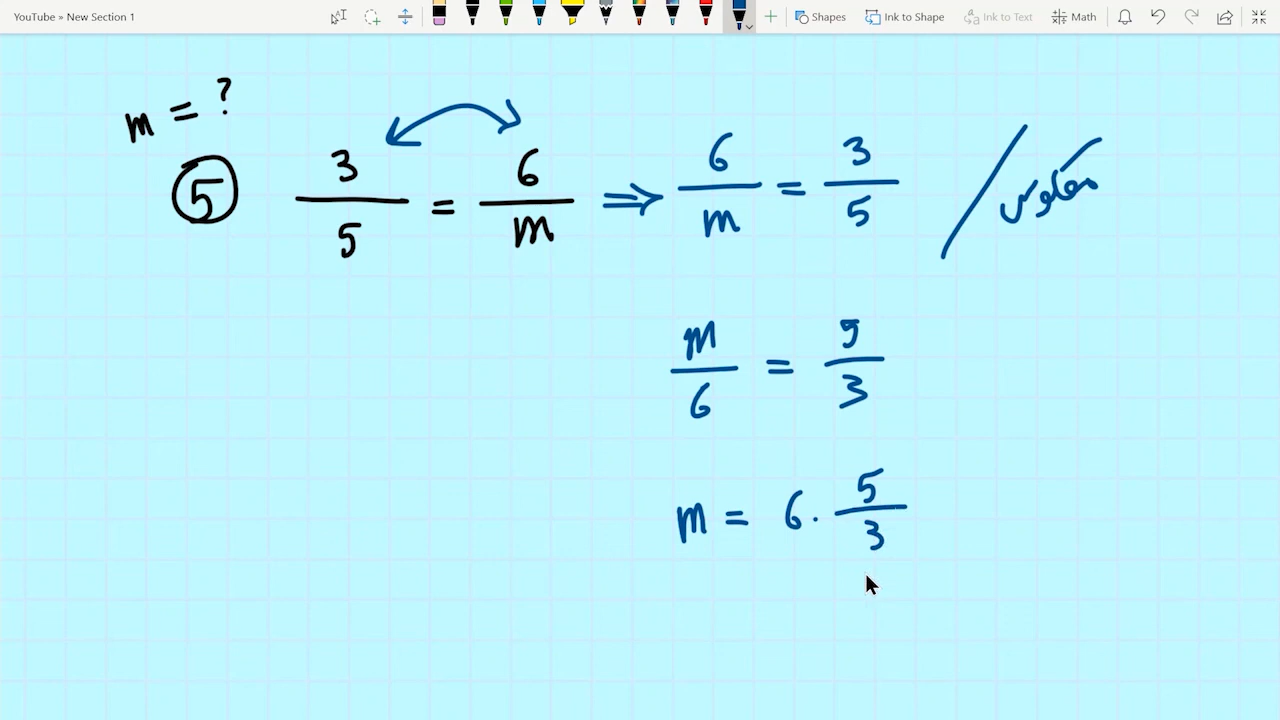 YouTube » New Section 1
Shapes
Ink to Shape
Ink to Text
Math
m = ?
5
3/5 = 6/m ⇒ 6/m = 3/5 / معكوس
m/6 = 5/3
m = 6 · 5/3